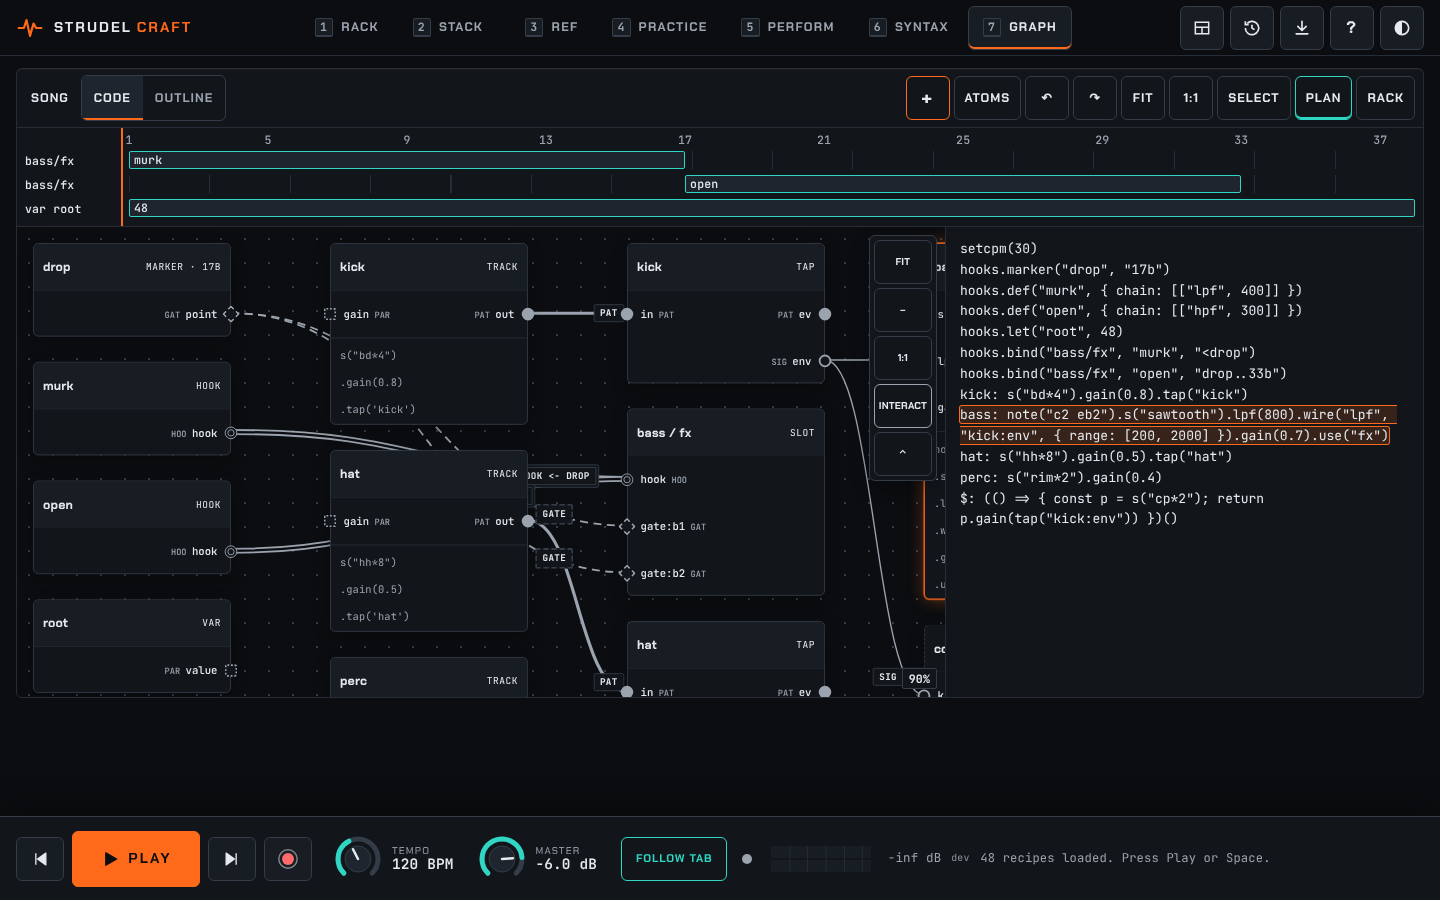 STRUDEL CRAFT
1 RACK
2 STACK
3 REF
4 PRACTICE
5 PERFORM
6 SYNTAX
7 GRAPH
?
SONG CODE OUTLINE
+ ATOMS ↶ ↷ FIT 1:1 SELECT PLAN RACK
1 5 9 13 17 21 25 29 33 37
bass/fx murk
bass/fx open
var root 48
drop MARKER · 17B
GAT point
murk HOOK
HOO hook
open HOOK
HOO hook
root VAR
PAR value
kick TRACK
gain PAR PAT out
s("bd*4")
.gain(0.8)
.tap('kick')
hat TRACK
gain PAR PAT out
s("hh*8")
.gain(0.5)
.tap('hat')
perc TRACK
PAT
<- DROP
GATE
GATE
PAT
kick TAP
in PAT PAT ev
SIG env
bass / fx SLOT
hook HOO
gate:b1 GAT
gate:b2 GAT
hat TAP
in PAT PAT ev
FIT
−
1:1
INTERACT
^
SIG 90%
setcpm(30)
hooks.marker("drop", "17b")
hooks.def("murk", { chain: [["lpf", 400]] })
hooks.def("open", { chain: [["hpf", 300]] })
hooks.let("root", 48)
hooks.bind("bass/fx", "murk", "<drop")
hooks.bind("bass/fx", "open", "drop..33b")
kick: s("bd*4").gain(0.8).tap("kick")
bass: note("c2 eb2").s("sawtooth").lpf(800).wire("lpf",
"kick:env", { range: [200, 2000] }).gain(0.7).use("fx")
hat: s("hh*8").gain(0.5).tap("hat")
perc: s("rim*2").gain(0.4)
$: (() => { const p = s("cp*2"); return
p.gain(tap("kick:env")) })()
PLAY
TEMPO
120 BPM
MASTER
-6.0 dB
FOLLOW TAB
-inf dB dev 48 recipes loaded. Press Play or Space.